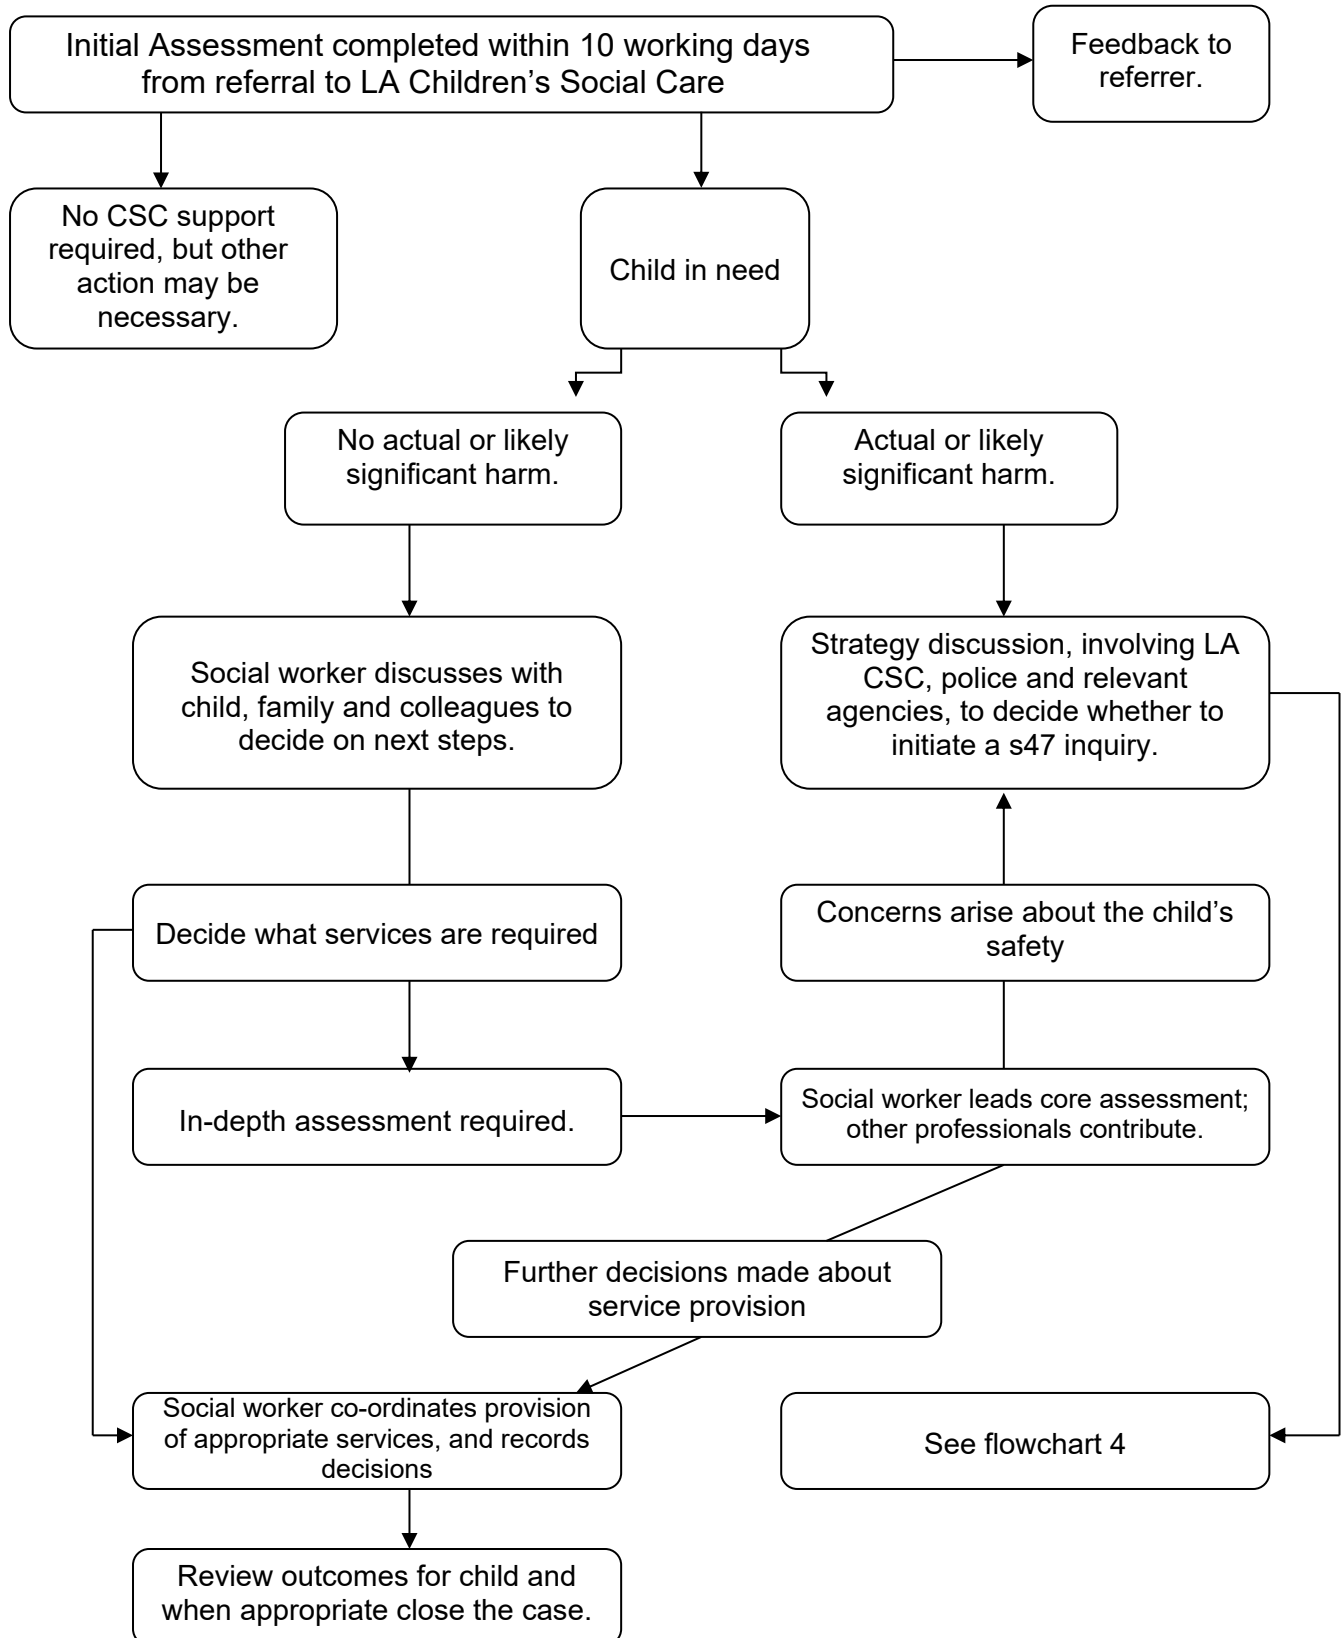 Initial Assessment completed within 10 working days
from referral to LA Children's Social Care
Feedback to
referrer.
No CSC support
required, but other
action may be
necessary.
Child in need
No actual or likely
significant harm.
Actual or likely
significant harm.
Social worker discusses with
child, family and colleagues to
decide on next steps.
Strategy discussion, involving LA
CSC, police and relevant
agencies, to decide whether to
initiate a s47 inquiry.
Decide what services are required
Concerns arise about the child's
safety
In-depth assessment required.
Social worker leads core assessment;
other professionals contribute.
Further decisions made about
service provision
Social worker co-ordinates provision
of appropriate services, and records
decisions
See flowchart 4
Review outcomes for child and
when appropriate close the case.